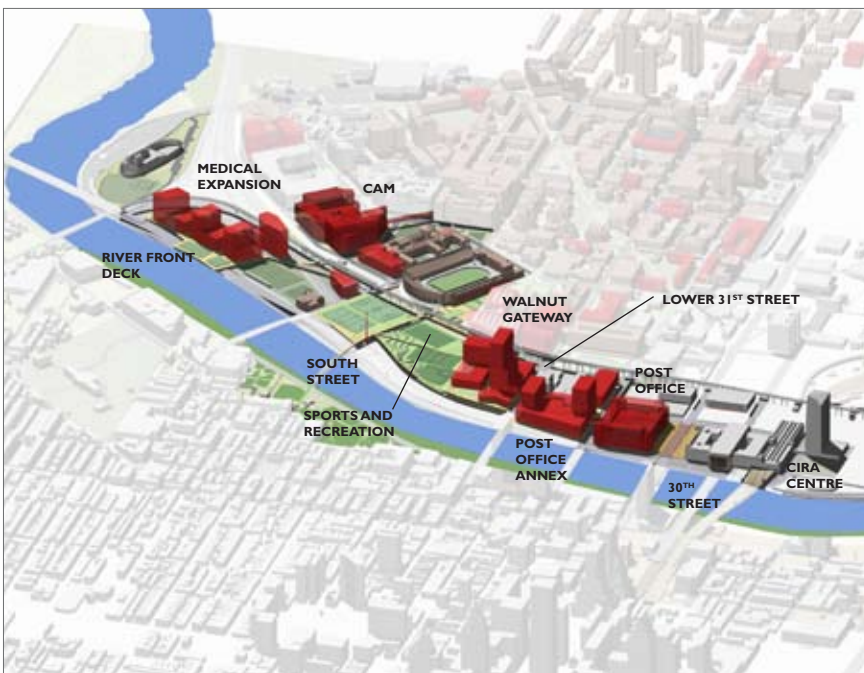 MEDICAL
EXPANSION
CAM
RIVER FRONT
DECK
WALNUT
GATEWAY
LOWER 31ST STREET
SOUTH
STREET
POST
OFFICE
SPORTS AND
RECREATION
POST
OFFICE
ANNEX
30TH
STREET
CIRA
CENTRE